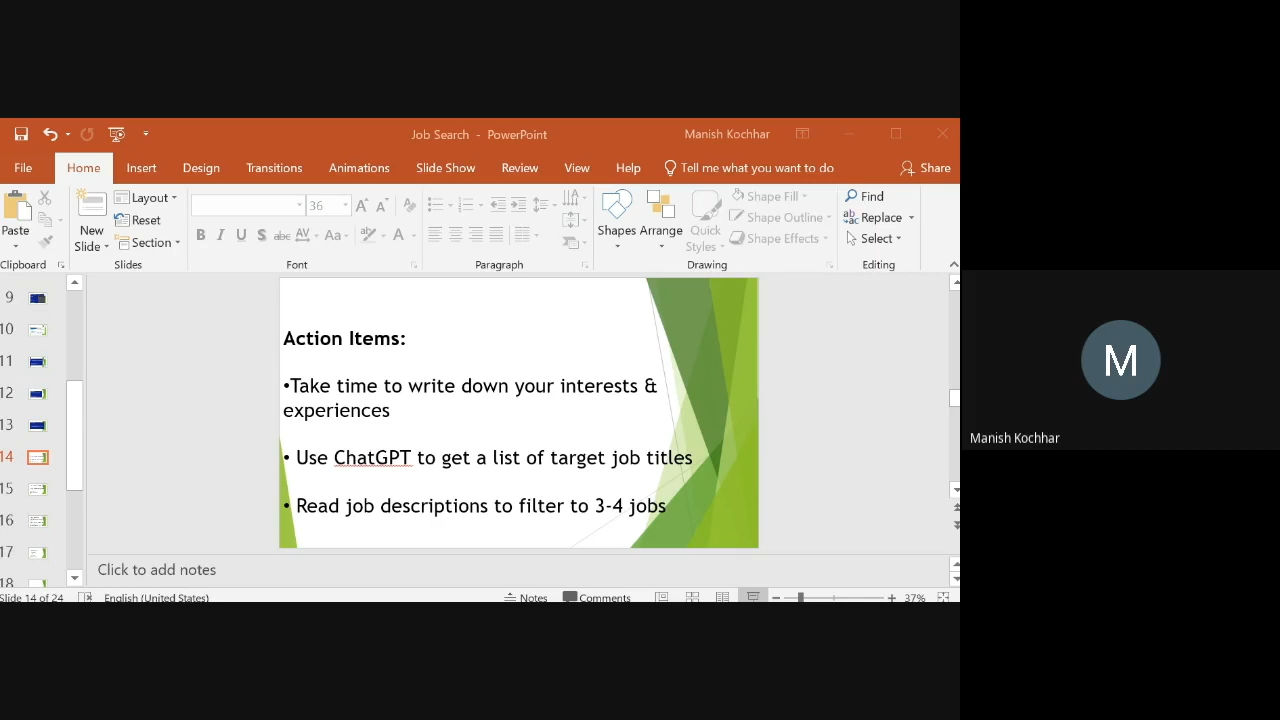 Job Search - PowerPoint
Manish Kochhar
File Home Insert Design Transitions Animations Slide Show Review View Help Tell me what you want to do Share
Paste
Clipboard
New Slide
Layout
Reset
Section
Slides
36
B I U S abc AV Aa A
Font
Paragraph
Shapes
Arrange
Quick Styles
Shape Fill
Shape Outline
Shape Effects
Drawing
Find
Replace
Select
Editing
9
10
11
12
13
14
15
16
17
18
Action Items:
•Take time to write down your interests &
experiences
• Use ChatGPT to get a list of target job titles
• Read job descriptions to filter to 3-4 jobs
Click to add notes
Slide 14 of 24 English (United States) Notes Comments 37%
M
Manish Kochhar